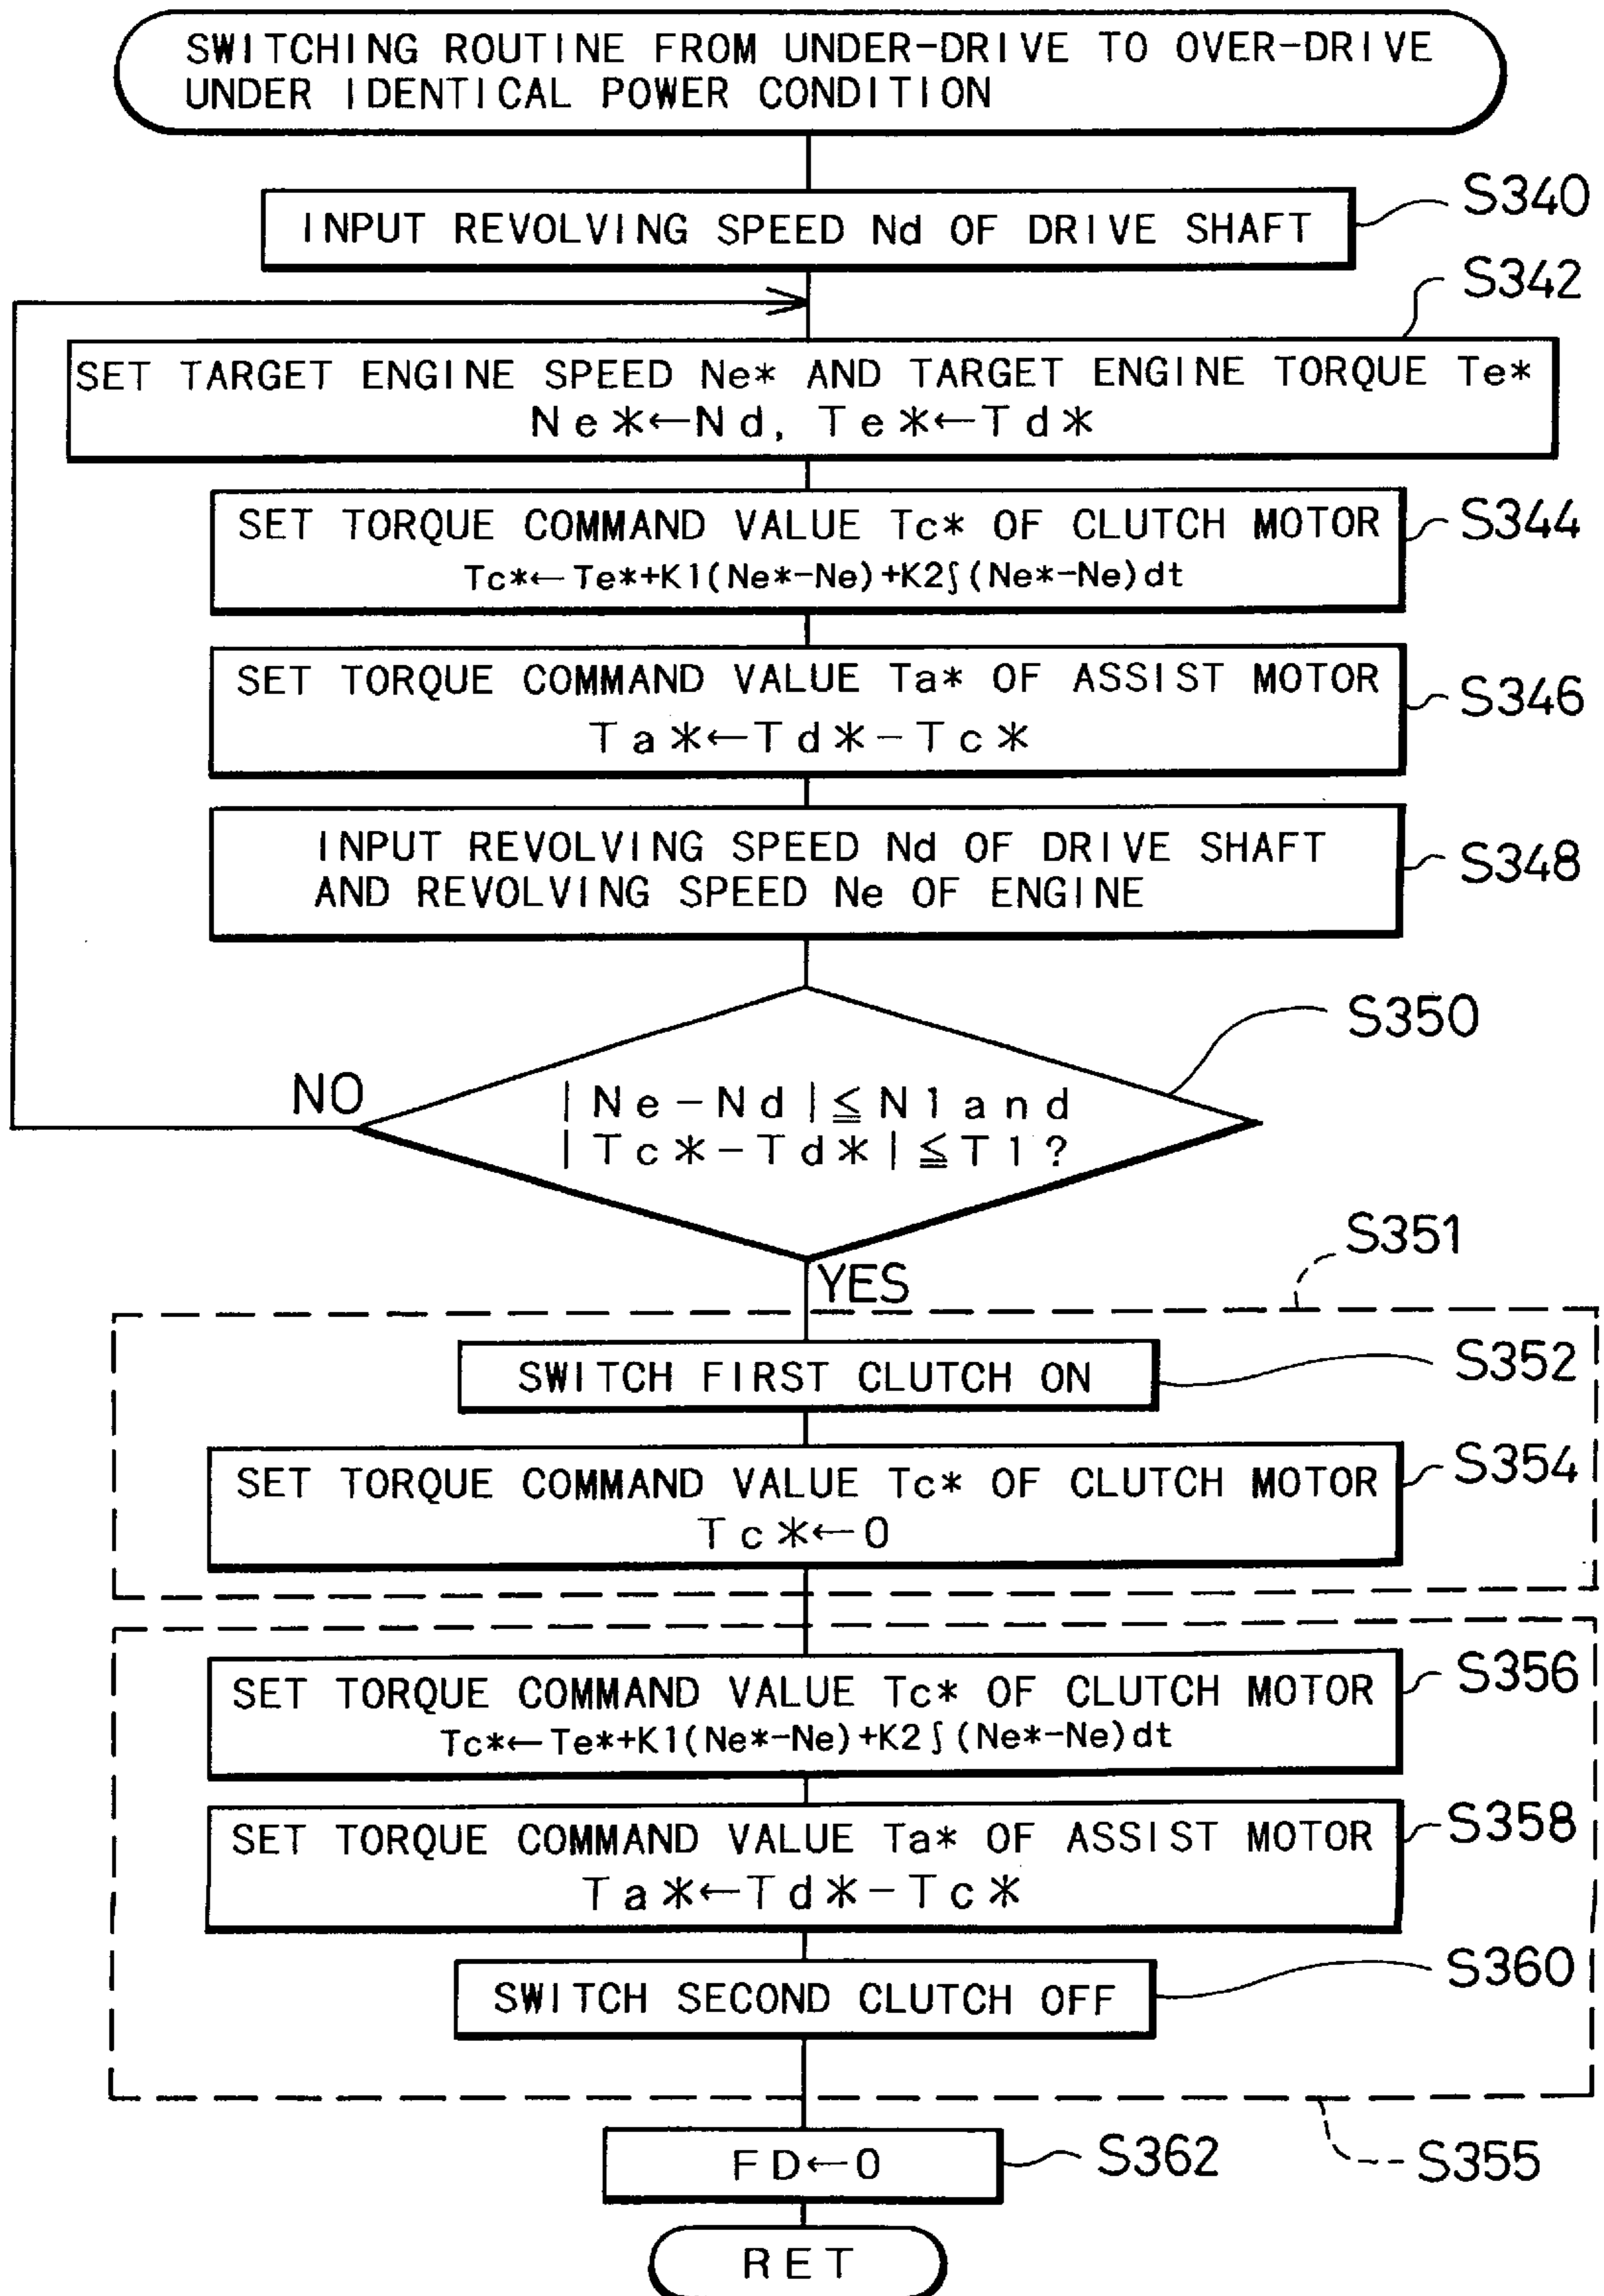 SWITCHING ROUTINE FROM UNDER-DRIVE TO OVER-DRIVE
UNDER IDENTICAL POWER CONDITION
INPUT REVOLVING SPEED Nd OF DRIVE SHAFT
S340
S342
SET TARGET ENGINE SPEED Ne* AND TARGET ENGINE TORQUE Te*
Ne*←Nd, Te*←Td*
SET TORQUE COMMAND VALUE Tc* OF CLUTCH MOTOR
Tc*←Te*+K1(Ne*-Ne)+K2∫(Ne*-Ne)dt
S344
SET TORQUE COMMAND VALUE Ta* OF ASSIST MOTOR
Ta*←Td*-Tc*
S346
INPUT REVOLVING SPEED Nd OF DRIVE SHAFT
AND REVOLVING SPEED Ne OF ENGINE
S348
S350
NO
|Ne-Nd|≦N1and
|Tc*-Td*|≦T1?
YES
S351
SWITCH FIRST CLUTCH ON
S352
SET TORQUE COMMAND VALUE Tc* OF CLUTCH MOTOR
Tc*←0
S354
SET TORQUE COMMAND VALUE Tc* OF CLUTCH MOTOR
Tc*←Te*+K1(Ne*-Ne)+K2∫(Ne*-Ne)dt
S356
SET TORQUE COMMAND VALUE Ta* OF ASSIST MOTOR
Ta*←Td*-Tc*
S358
SWITCH SECOND CLUTCH OFF
S360
FD←0
S362
S355
RET